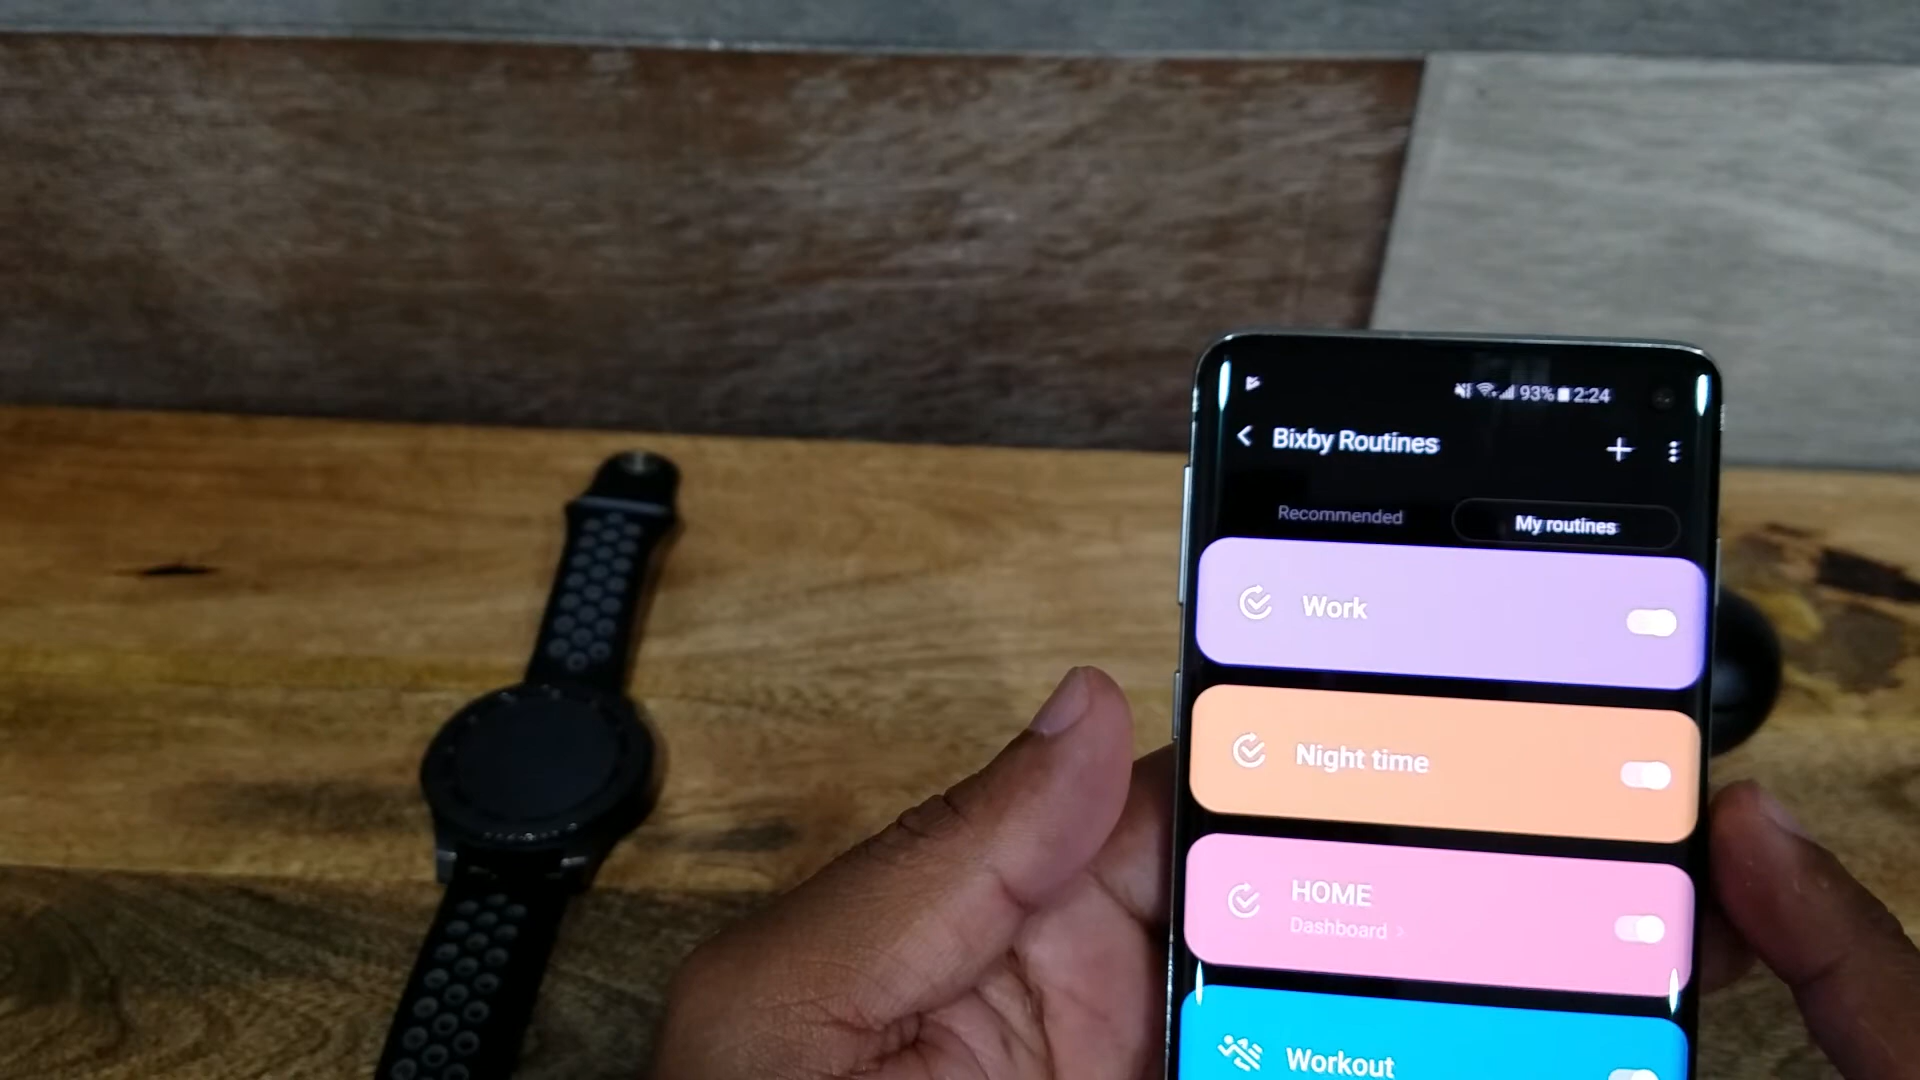 93% 2:24
Bixby Routines
Recommended
My routines
Work
Night time
HOME
Dashboard
Workout